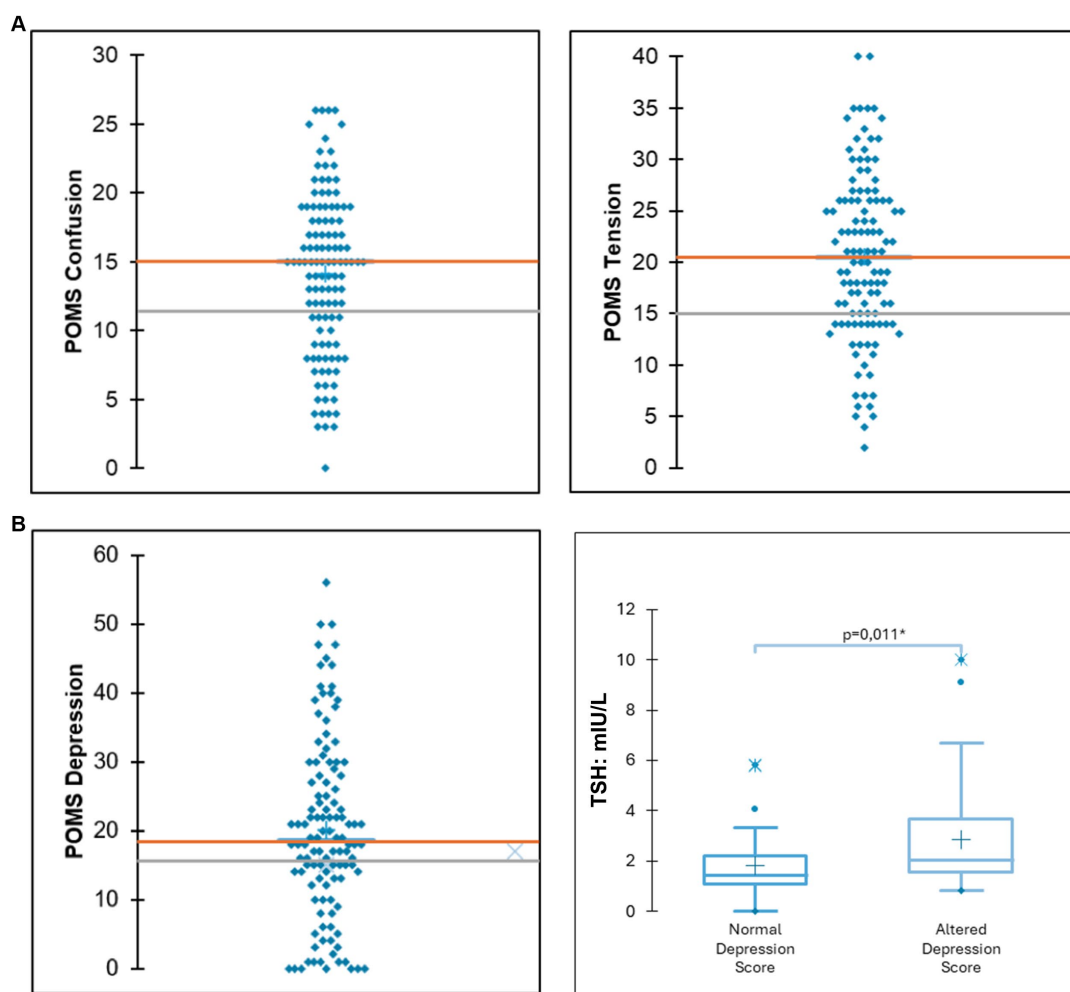 A
POMS Confusion
30
25
20
15
10
5
0
POMS Tension
40
35
30
25
20
15
10
5
0
B
POMS Depression
60
50
40
30
20
10
0
TSH: mIU/L
12
10
8
6
4
2
0
p=0,011*
Normal
Depression
Score
Altered
Depression
Score